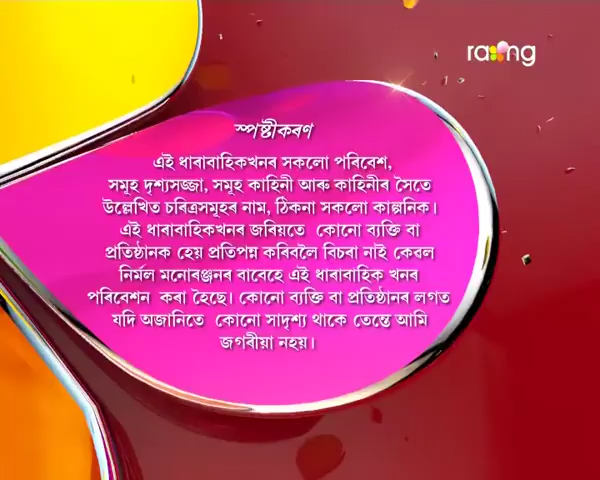 rang
স্পষ্টীকৰণ
এই ধাৰাবাহিকখনৰ সকলো পৰিবেশ,
সমূহ দৃশ্যসজ্জা, সমূহ কাহিনী আৰু কাহিনীৰ সৈতে
উল্লেখিত চৰিত্ৰসমূহৰ নাম, ঠিকনা সকলো কাল্পনিক।
এই ধাৰাবাহিকখনৰ জৰিয়তে কোনো ব্যক্তি বা
প্ৰতিষ্ঠানক হেয় প্ৰতিপন্ন কৰিবলৈ বিচৰা নাই কেৱল
নিৰ্মল মনোৰঞ্জনৰ বাবেহে এই ধাৰাবাহিক খনৰ
পৰিবেশন কৰা হৈছে। কোনো ব্যক্তি বা প্ৰতিষ্ঠানৰ লগত
যদি অজানিতে কোনো সাদৃশ্য থাকে তেন্তে আমি
জগৰীয়া নহয়।